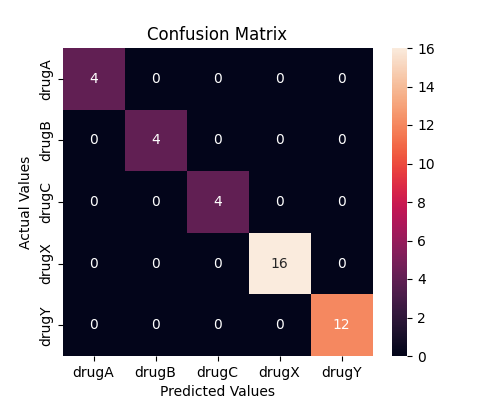 Confusion Matrix
Actual Values
drugA 4 0 0 0 0
drugB 0 4 0 0 0
drugC 0 0 4 0 0
drugX 0 0 0 16 0
drugY 0 0 0 0 12
drugA drugB drugC drugX drugY
Predicted Values
16
14
12
10
8
6
4
2
0